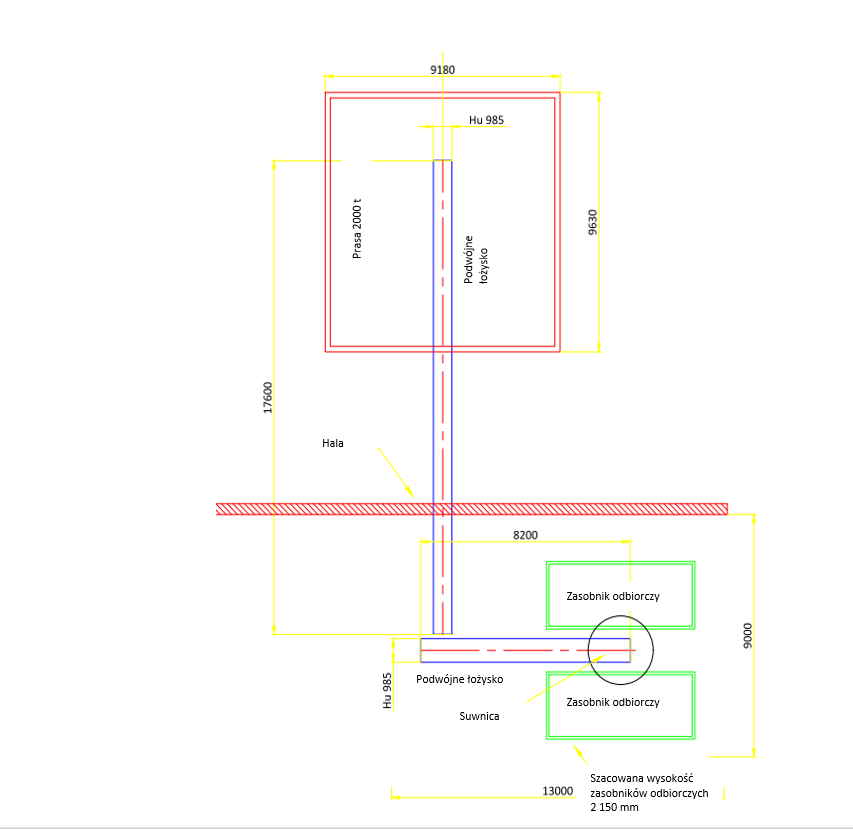 9180
Hu 985
Prasa 2000 t
Podwójne
łożysko
9630
17600
Hala
8200
Zasobnik odbiorczy
9000
Hu 985
Podwójne łożysko
Zasobnik odbiorczy
Suwnica
Szacowana wysokość
zasobników odbiorczych
2 150 mm
13000